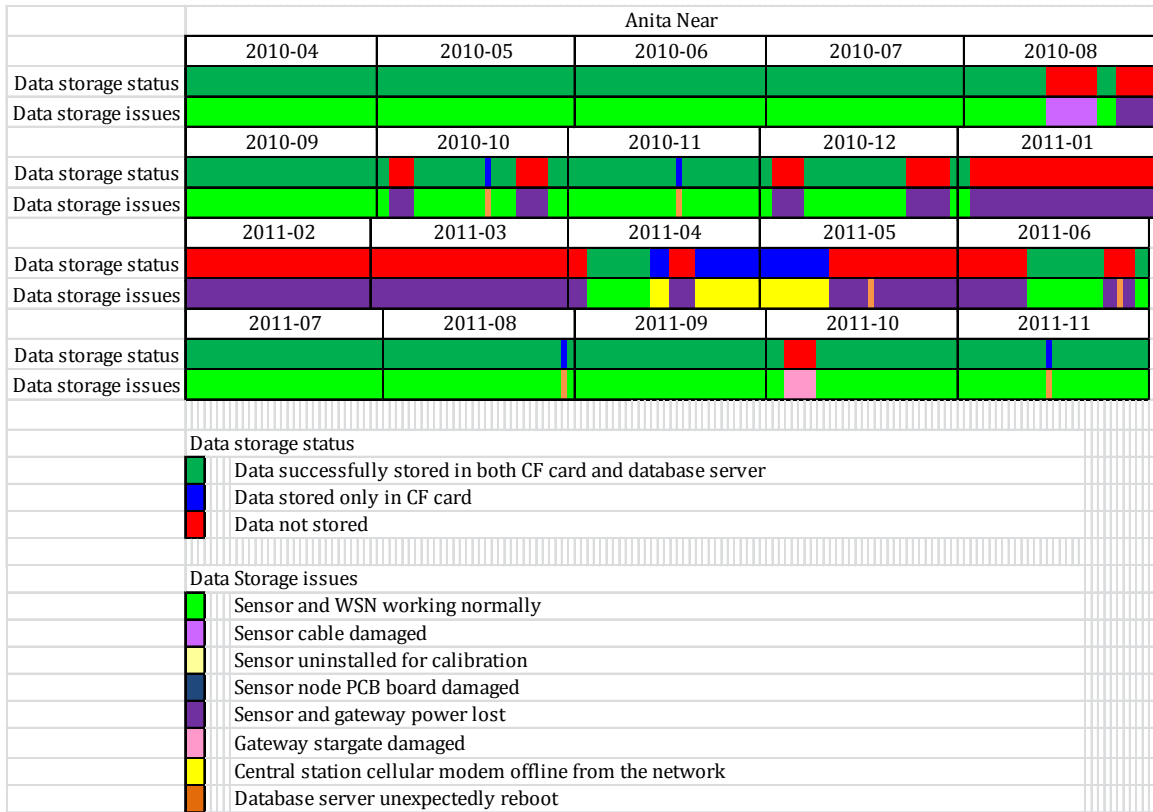 Anita Near
2010-04 2010-05 2010-06 2010-07 2010-08
Data storage status
Data storage issues
2010-09 2010-10 2010-11 2010-12 2011-01
Data storage status
Data storage issues
2011-02 2011-03 2011-04 2011-05 2011-06
Data storage status
Data storage issues
2011-07 2011-08 2011-09 2011-10 2011-11
Data storage status
Data storage issues
Data storage status
Data successfully stored in both CF card and database server
Data stored only in CF card
Data not stored
Data Storage issues
Sensor and WSN working normally
Sensor cable damaged
Sensor uninstalled for calibration
Sensor node PCB board damaged
Sensor and gateway power lost
Gateway stargate damaged
Central station cellular modem offline from the network
Database server unexpectedly reboot